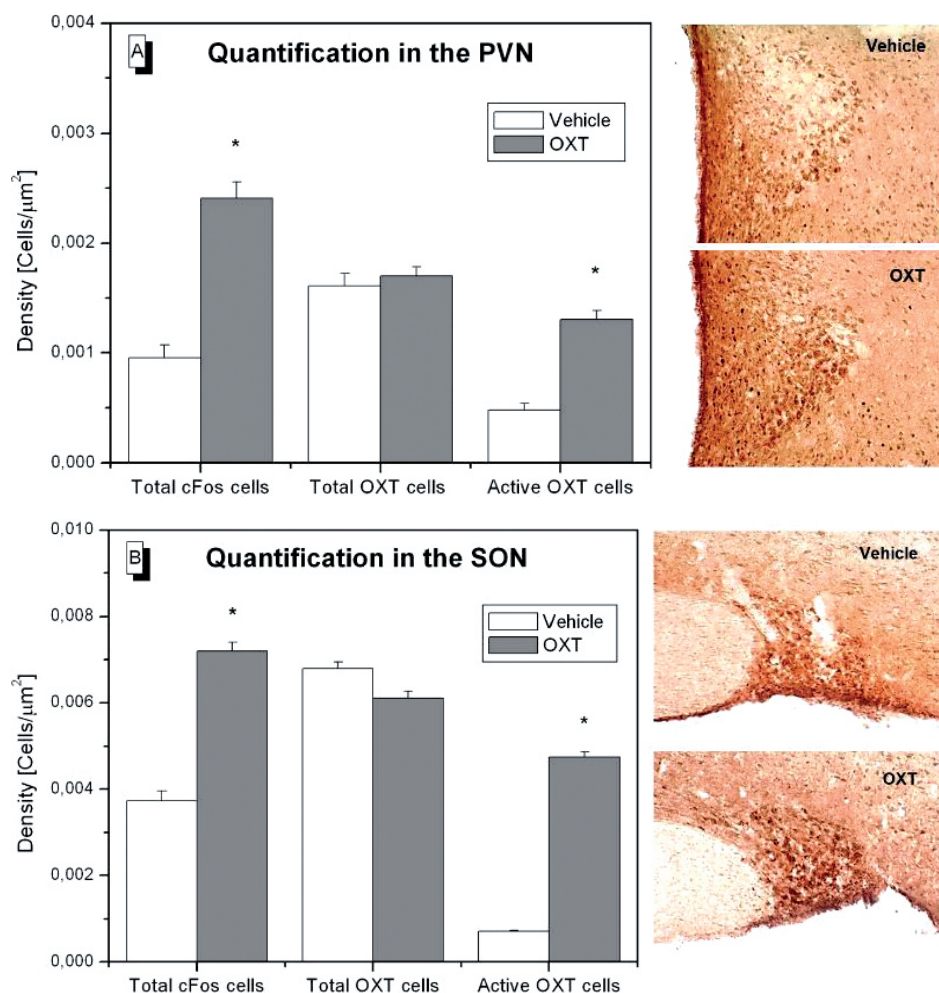 A
Quantification in the PVN
Vehicle
OXT
*
*
0,004
0,003
0,002
0,001
0,000
Density [Cells/μm²]
Total cFos cells
Total OXT cells
Active OXT cells
Vehicle
OXT
B
Quantification in the SON
Vehicle
OXT
*
*
0,010
0,008
0,006
0,004
0,002
0,000
Density [Cells/μm²]
Total cFos cells
Total OXT cells
Active OXT cells
Vehicle
OXT